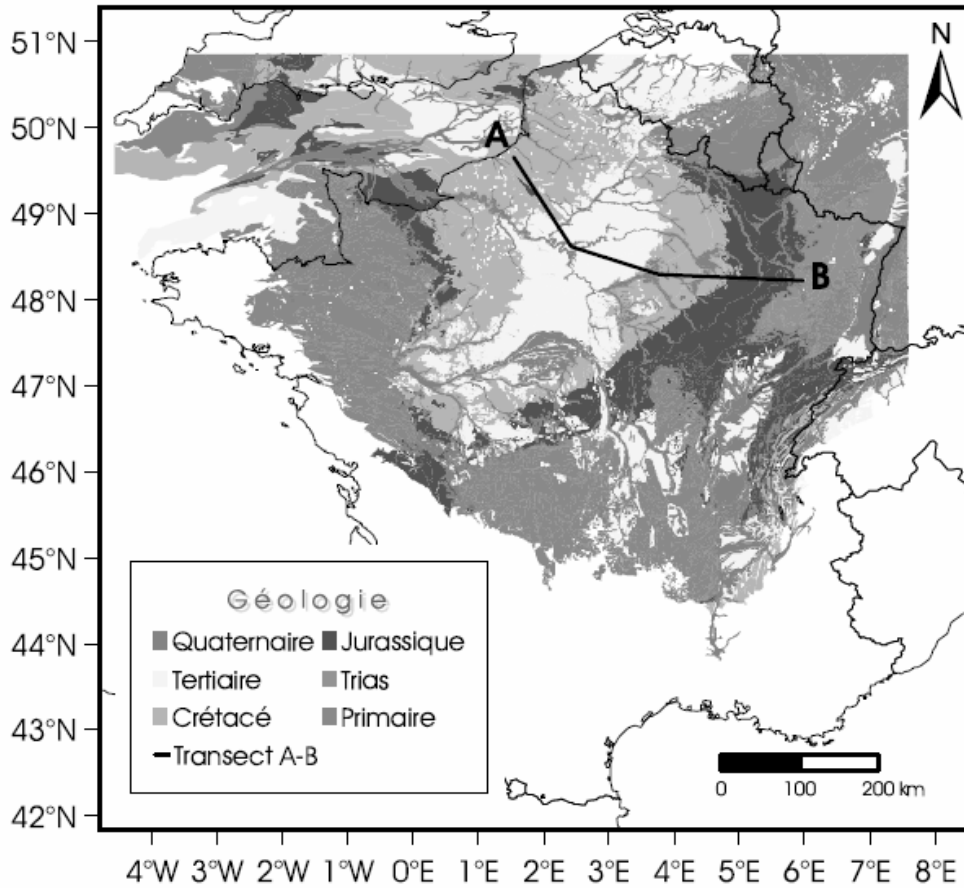 51°N
50°N
49°N
48°N
47°N
46°N
45°N
44°N
43°N
42°N
N
A
B
Géologie
Quaternaire Jurassique
Tertiaire Trias
Crétacé Primaire
Transect A-B
0 100 200 km
4°W 3°W 2°W 1°W 0°E 1°E 2°E 3°E 4°E 5°E 6°E 7°E 8°E